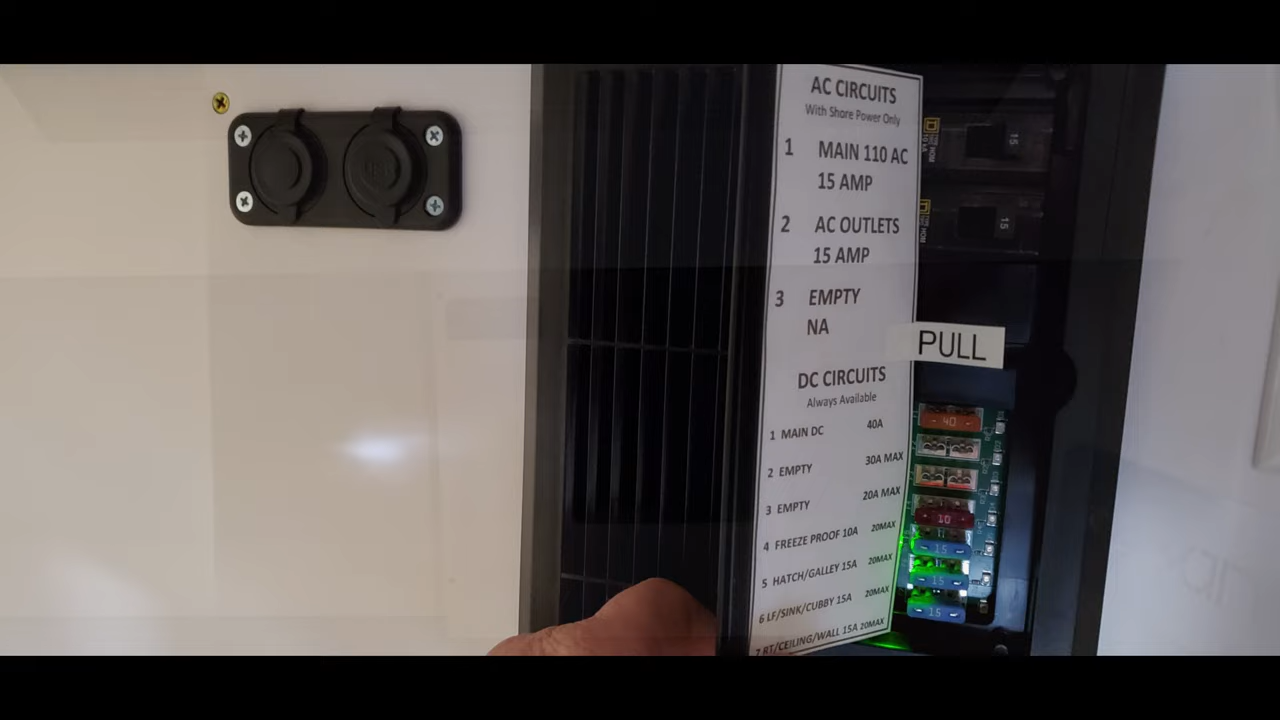 AC CIRCUITS
With Shore Power Only
1 MAIN 110 AC
15 AMP
2 AC OUTLETS
15 AMP
3 EMPTY
NA
DC CIRCUITS
Always Available
1 MAIN DC 40A
2 EMPTY 30A MAX
3 EMPTY 20A MAX
4 FREEZE PROOF 10A 20MAX
5 HATCH/GALLEY 15A 20MAX
6 LF/SINK/CUBBY 15A 20MAX
7 RT/CEILING/WALL 15A 20MAX
HOM
15
HOM
15
PULL
40
10
15
15
15